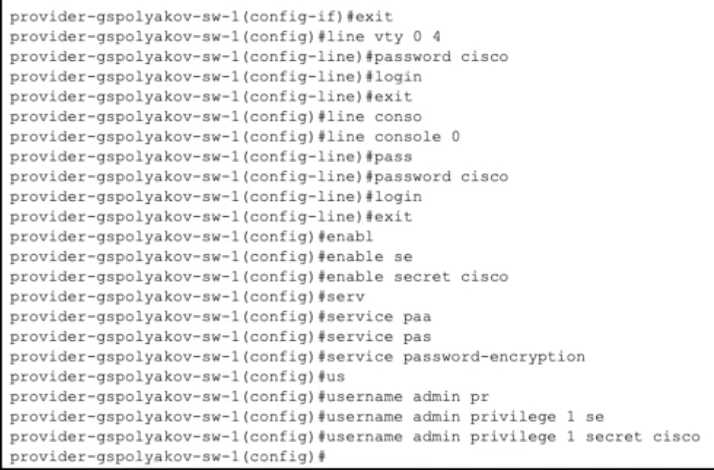 provider-gspolyakov-sw-1(config-if)#exit
provider-gspolyakov-sw-1(config)#line vty 0 4
provider-gspolyakov-sw-1(config-line)#password cisco
provider-gspolyakov-sw-1(config-line)#login
provider-gspolyakov-sw-1(config-line)#exit
provider-gspolyakov-sw-1(config)#line conso
provider-gspolyakov-sw-1(config)#line console 0
provider-gspolyakov-sw-1(config-line)#pass
provider-gspolyakov-sw-1(config-line)#password cisco
provider-gspolyakov-sw-1(config-line)#login
provider-gspolyakov-sw-1(config-line)#exit
provider-gspolyakov-sw-1(config)#enabl
provider-gspolyakov-sw-1(config)#enable se
provider-gspolyakov-sw-1(config)#enable secret cisco
provider-gspolyakov-sw-1(config)#serv
provider-gspolyakov-sw-1(config)#service paa
provider-gspolyakov-sw-1(config)#service pas
provider-gspolyakov-sw-1(config)#service password-encryption
provider-gspolyakov-sw-1(config)#us
provider-gspolyakov-sw-1(config)#username admin pr
provider-gspolyakov-sw-1(config)#username admin privilege 1 se
provider-gspolyakov-sw-1(config)#username admin privilege 1 secret cisco
provider-gspolyakov-sw-1(config)#